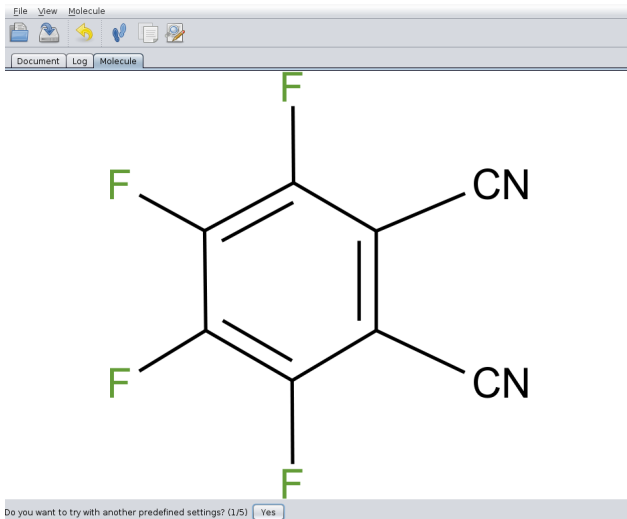 File View Molecule
Document Log Molecule
F
F CN
F CN
F
Do you want to try with another predefined settings? (1/5) Yes